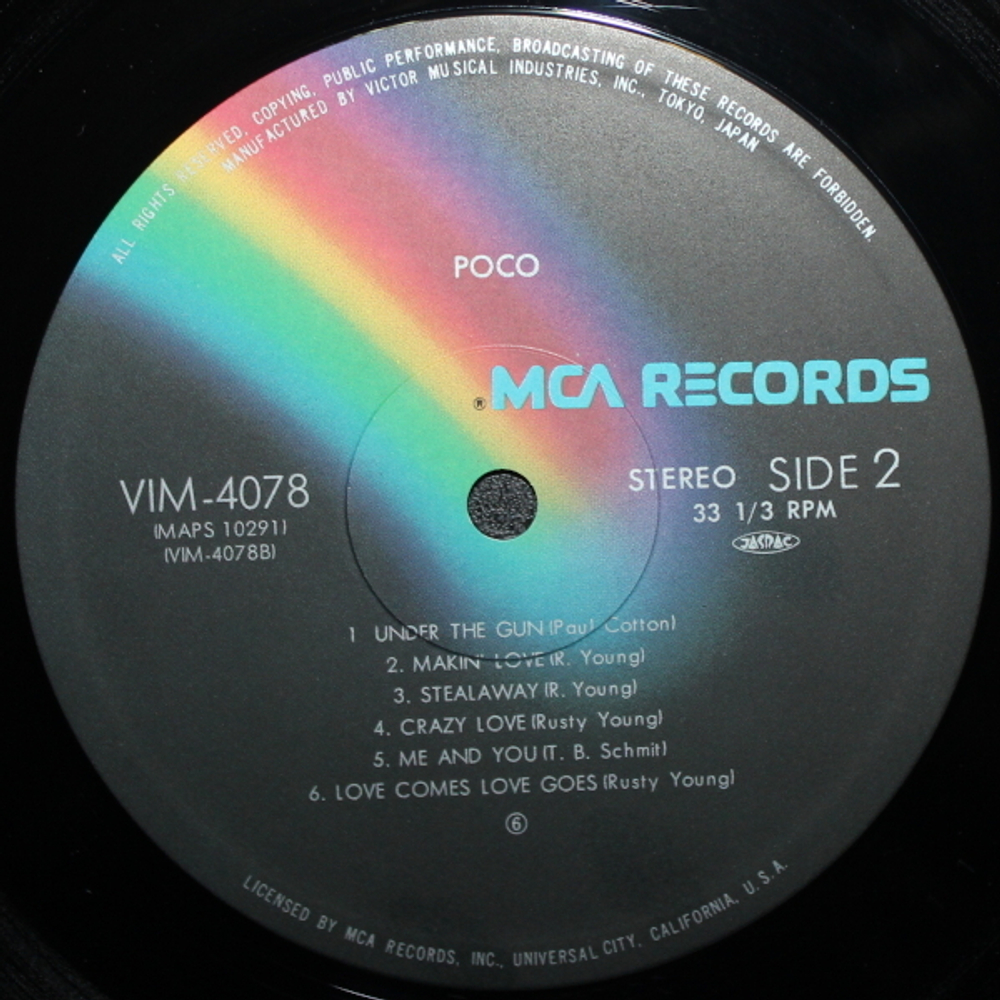 ALL RIGHTS RESERVED. COPYING. PUBLIC PERFORMANCE, BROADCASTING OF THESE RECORDS ARE FORBIDDEN.
MANUFACTURED BY VICTOR MUSICAL INDUSTRIES, INC., TOKYO, JAPAN
POCO
® MCA RECORDS
VIM-4078
(MAPS 10291)
(VIM-4078B)
STEREO SIDE 2
33 1/3 RPM
JASRAC
1 UNDER THE GUN (Paul Cotton)
2. MAKIN' LOVE (R. Young)
3. STEALAWAY (R. Young)
4. CRAZY LOVE (Rusty Young)
5. ME AND YOU (T. B. Schmit)
6. LOVE COMES LOVE GOES (Rusty Young)
⑥
LICENSED BY MCA RECORDS, INC., UNIVERSAL CITY, CALIFORNIA, U.S.A.